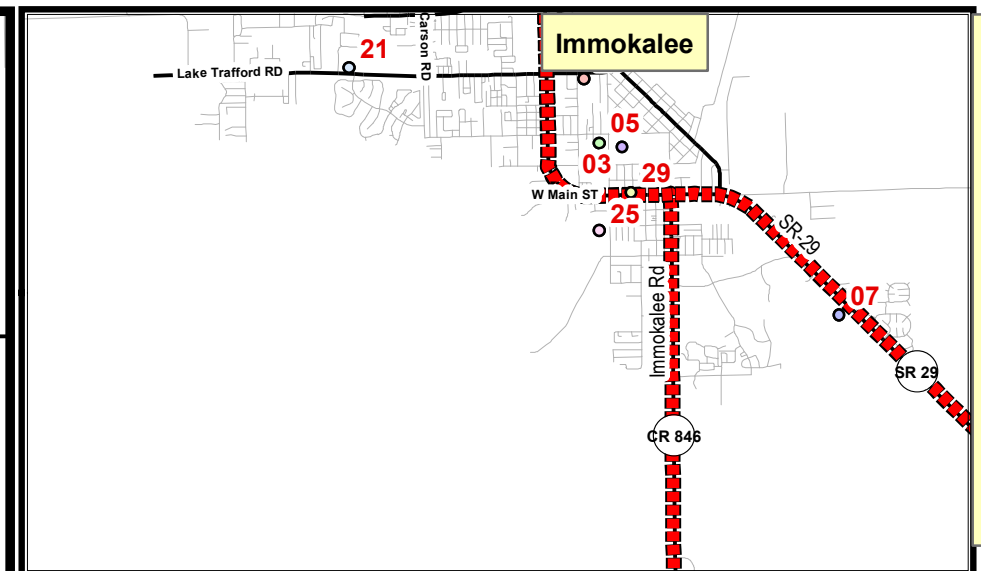 Immokalee
Carson RD
21
Lake Trafford RD
05
03
29
W Main ST
25
SR-29
Immokalee Rd
07
SR 29
CR 846